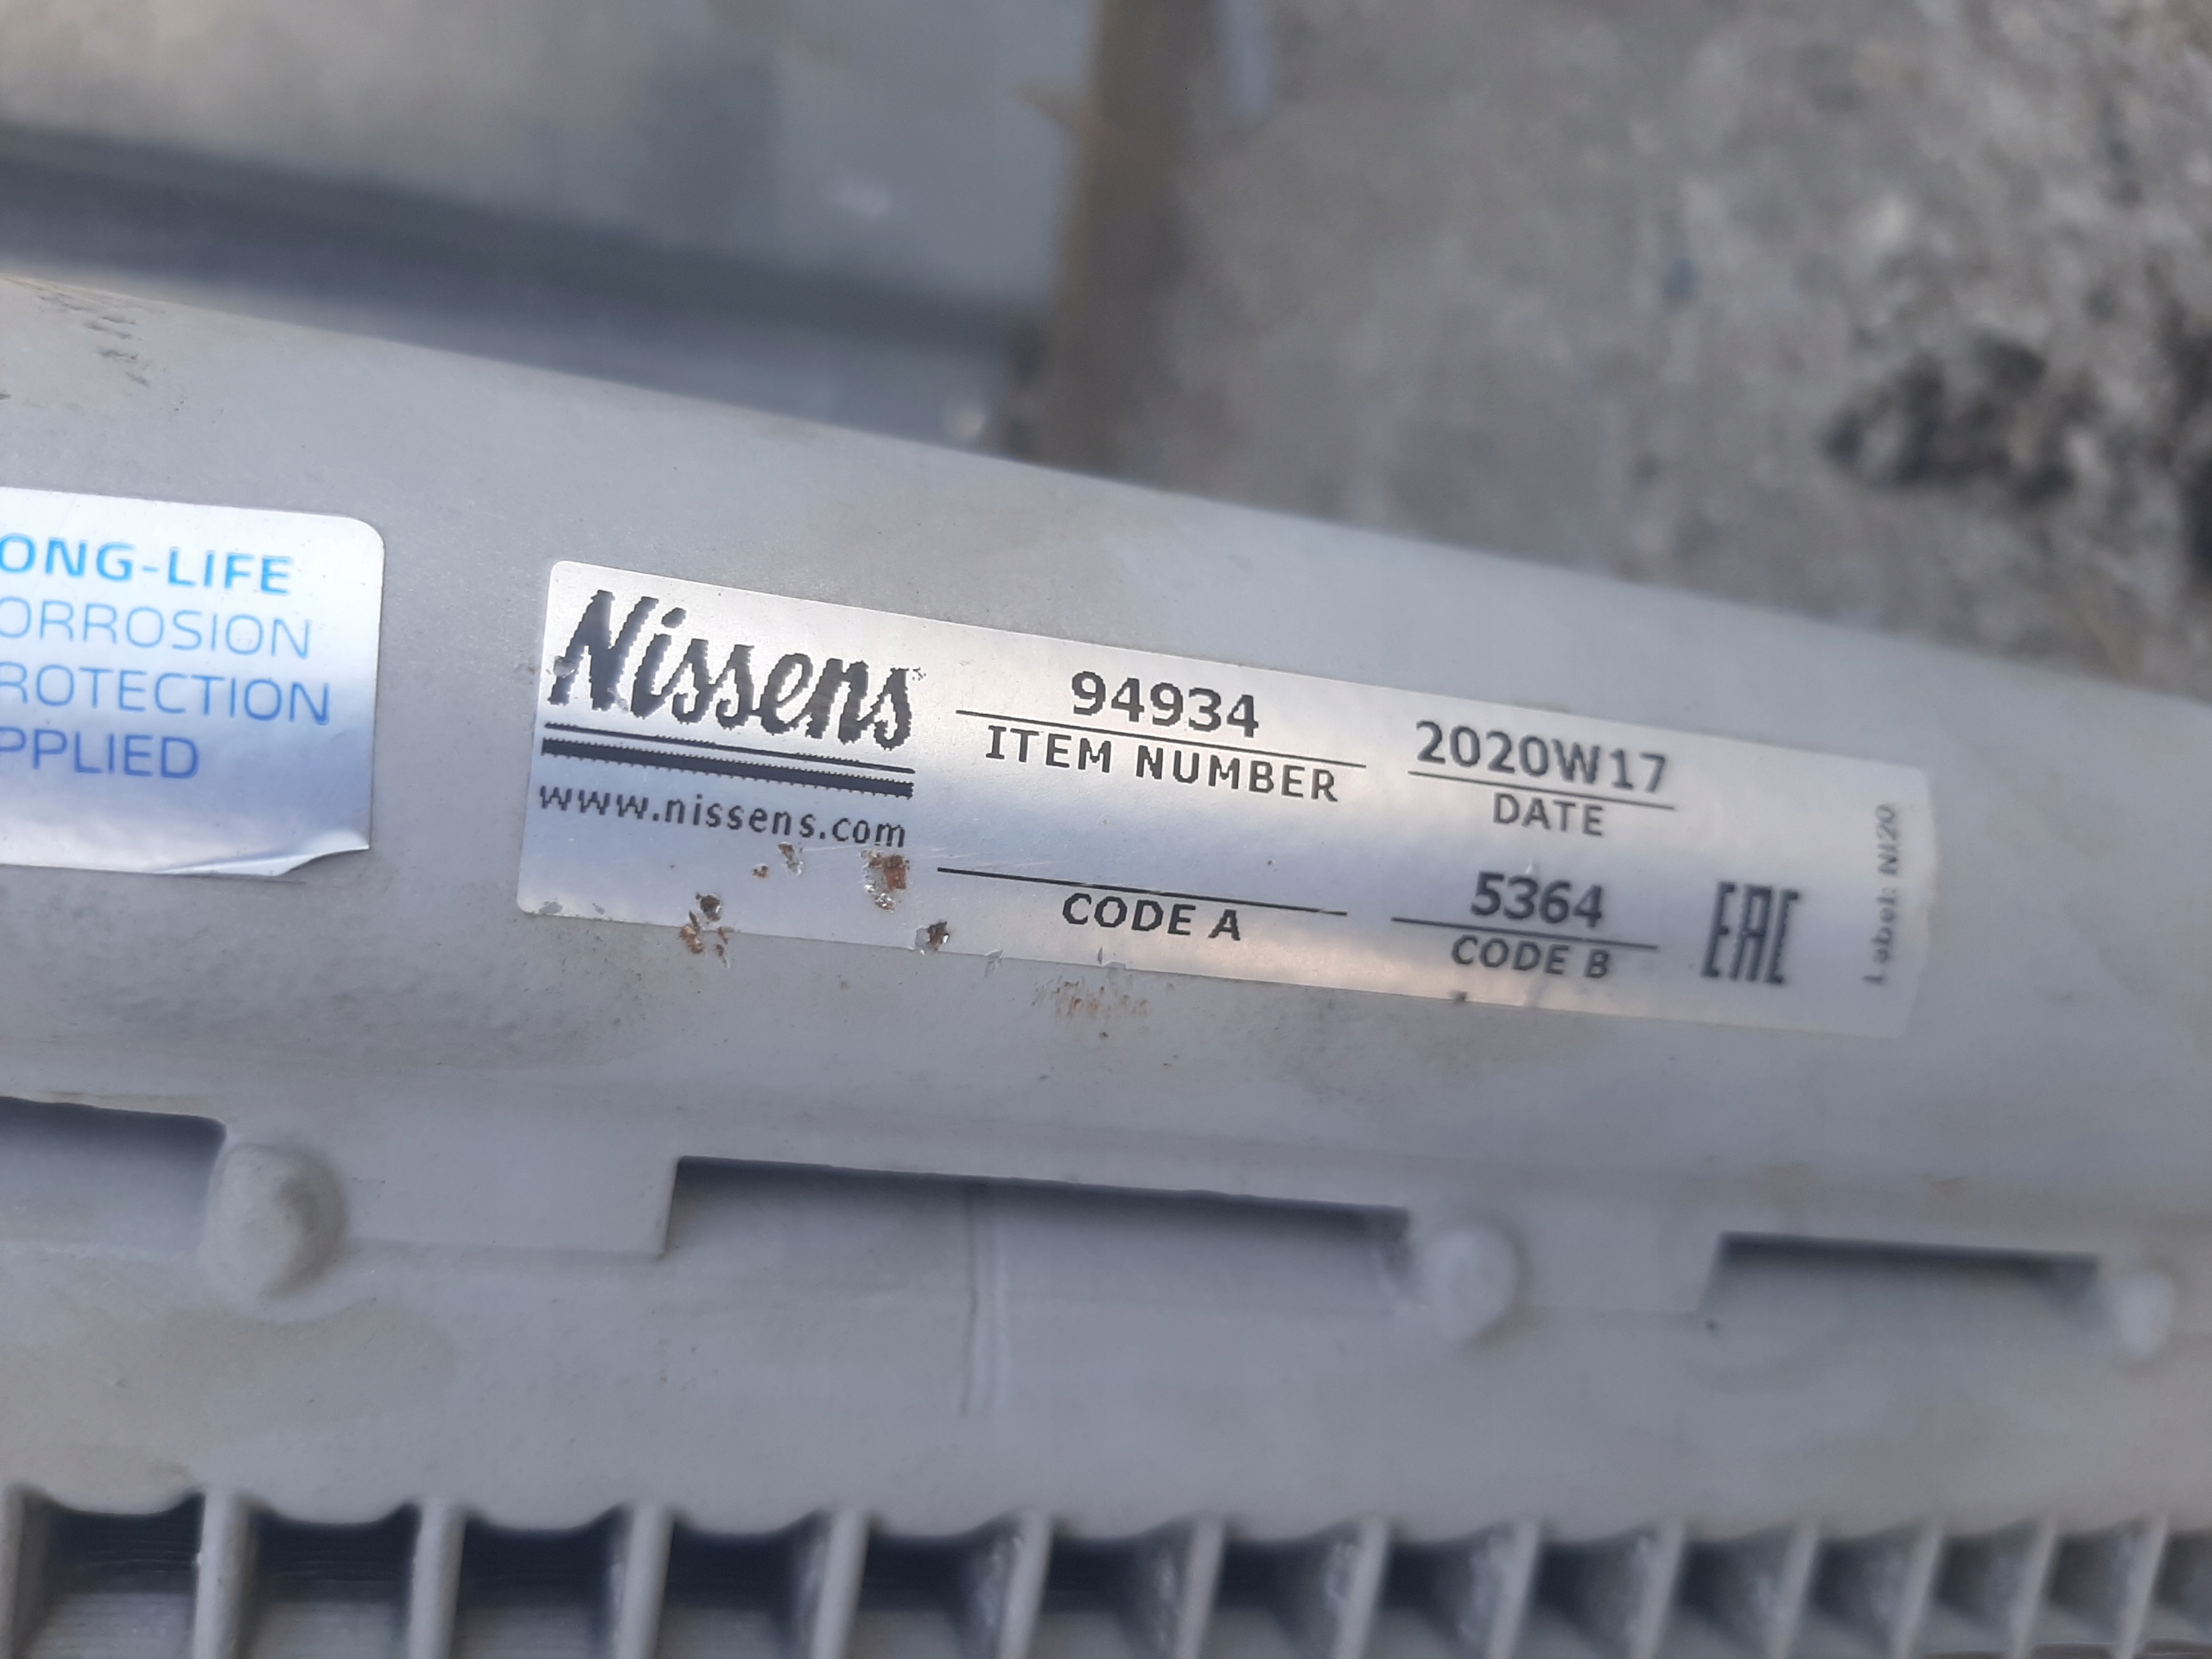 ONG-LIFE
ORROSION
ROTECTION
PPLIED
Nissens
www.nissens.com
94934
ITEM NUMBER
2020W17
DATE
CODE A
5364
CODE B
EAC
Label: NI20